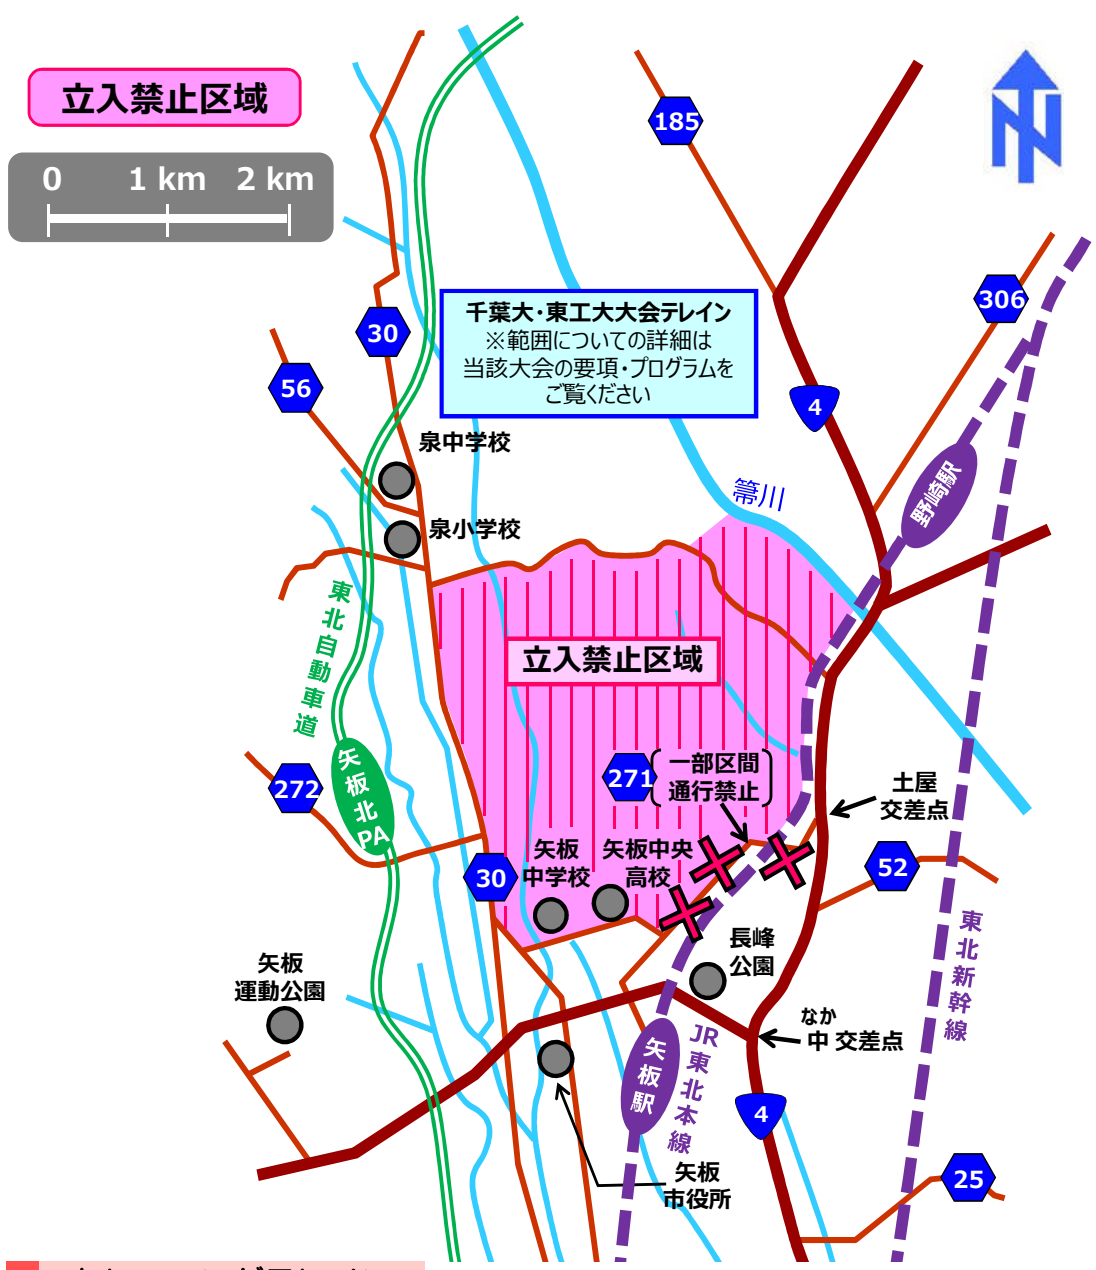 立入禁止区域
0 1 km 2 km
185
306
30
56
4
千葉大・東工大大会テレイン
※範囲についての詳細は
当該大会の要項・プログラムを
ご覧ください
泉中学校
泉小学校
箒川
野崎駅
東北自動車道
立入禁止区域
271
一部区間
通行禁止
土屋
交差点
272
矢板北PA
30
矢板
中学校
矢板中央
高校
52
長峰
公園
東北新幹線
矢板
運動公園
なか
中 交差点
JR東北本線
矢板駅
4
矢板
市役所
25